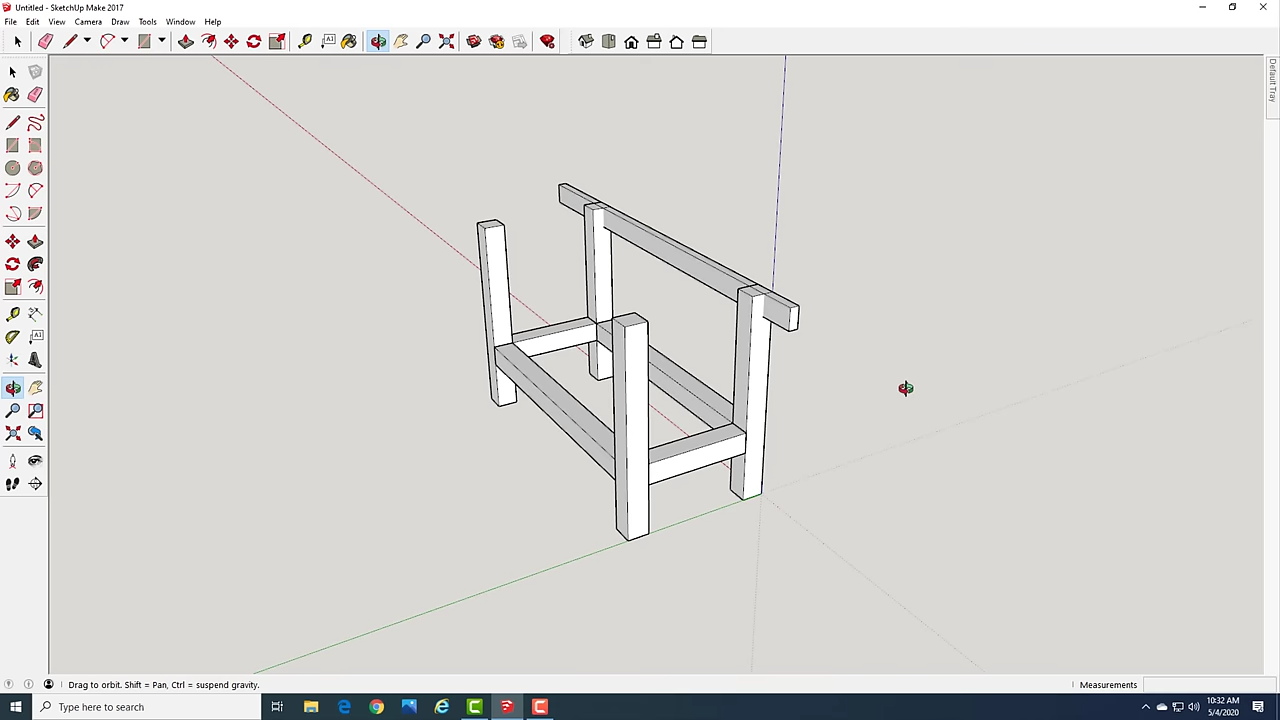 Untitled - SketchUp Make 2017
File Edit View Camera Draw Tools Window Help
Default Tray
Drag to orbit. Shift = Pan, Ctrl = suspend gravity.
Measurements
Type here to search
10:32 AM
5/4/2020